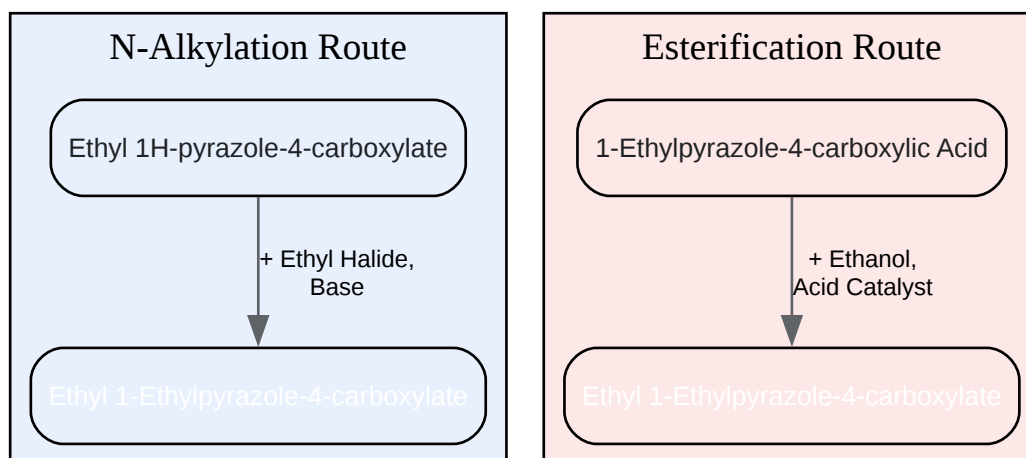 N-Alkylation Route
Ethyl 1H-pyrazole-4-carboxylate
+ Ethyl Halide,
Base
Ethyl 1-Ethylpyrazole-4-carboxylate
Esterification Route
1-Ethylpyrazole-4-carboxylic Acid
+ Ethanol,
Acid Catalyst
Ethyl 1-Ethylpyrazole-4-carboxylate